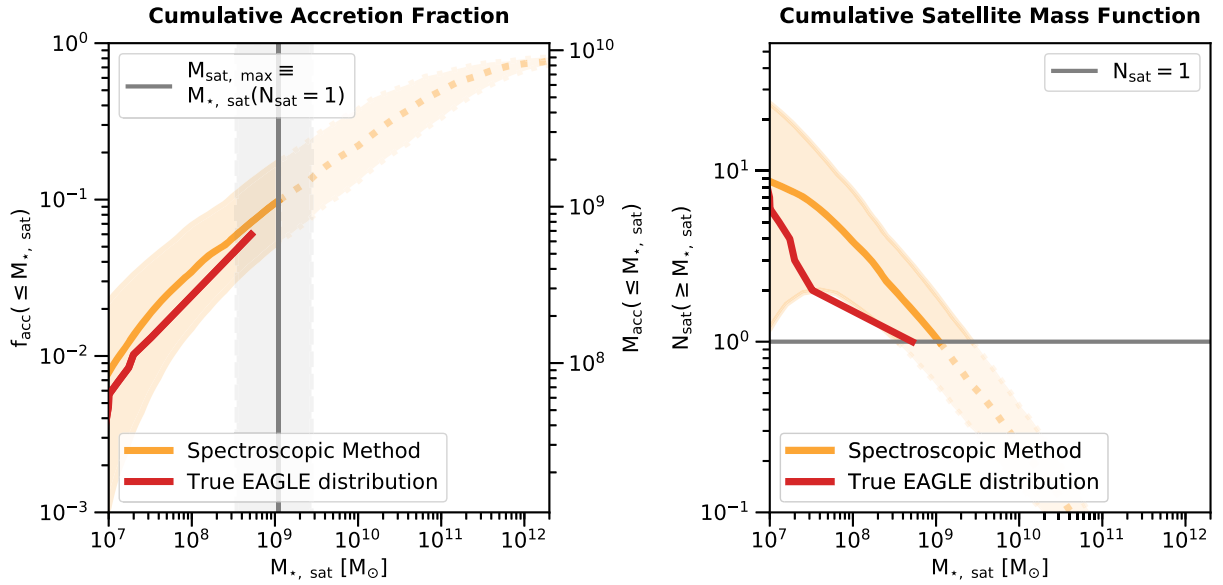 Cumulative Accretion Fraction
M_sat, max ≡
M_⋆, sat(N_sat = 1)
10^0
10^−1
10^−2
10^−3
f_acc(≤ M_⋆, sat)
10^10
10^9
10^8
M_acc(≤ M_⋆, sat)
Spectroscopic Method
True EAGLE distribution
10^7 10^8 10^9 10^10 10^11 10^12
M_⋆, sat [M_⊙]
Cumulative Satellite Mass Function
N_sat = 1
10^1
10^0
10^−1
N_sat(≥ M_⋆, sat)
Spectroscopic Method
True EAGLE distribution
10^7 10^8 10^9 10^10 10^11 10^12
M_⋆, sat [M_⊙]